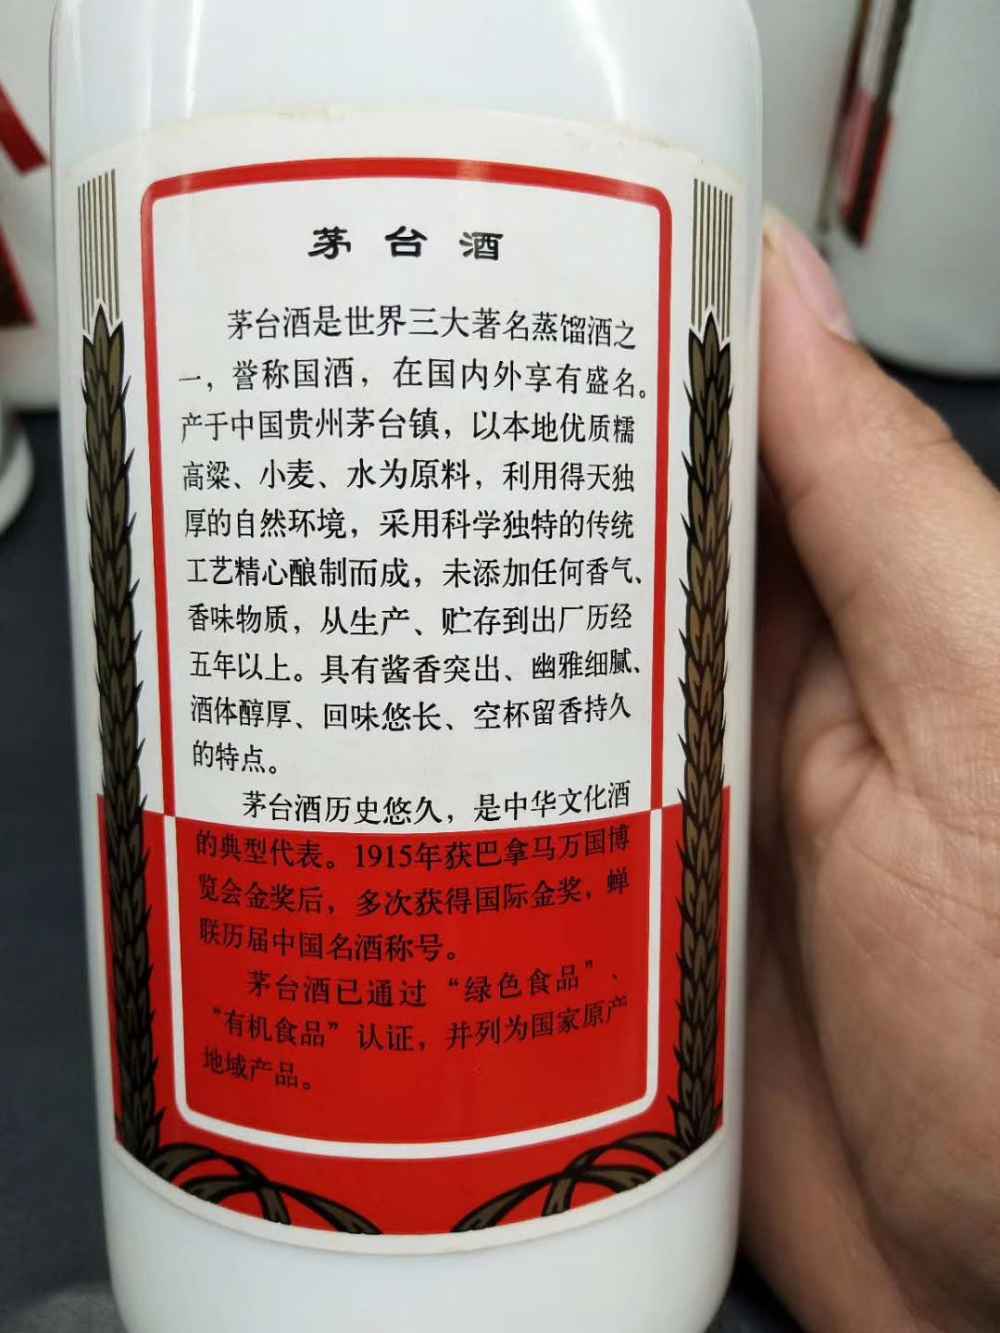 茅台酒
茅台酒是世界三大著名蒸馏酒之
一，誉称国酒，在国内外享有盛名。
产于中国贵州茅台镇，以本地优质糯
高粱、小麦、水为原料，利用得天独
厚的自然环境，采用科学独特的传统
工艺精心酿制而成，未添加任何香气、
香味物质，从生产、贮存到出厂历经
五年以上。具有酱香突出、幽雅细腻、
酒体醇厚、回味悠长、空杯留香持久
的特点。
茅台酒历史悠久，是中华文化酒
的典型代表。1915年获巴拿马万国博
览会金奖后，多次获得国际金奖，蝉
联历届中国名酒称号。
茅台酒已通过“绿色食品”、
“有机食品”认证，并列为国家原产
地域产品。